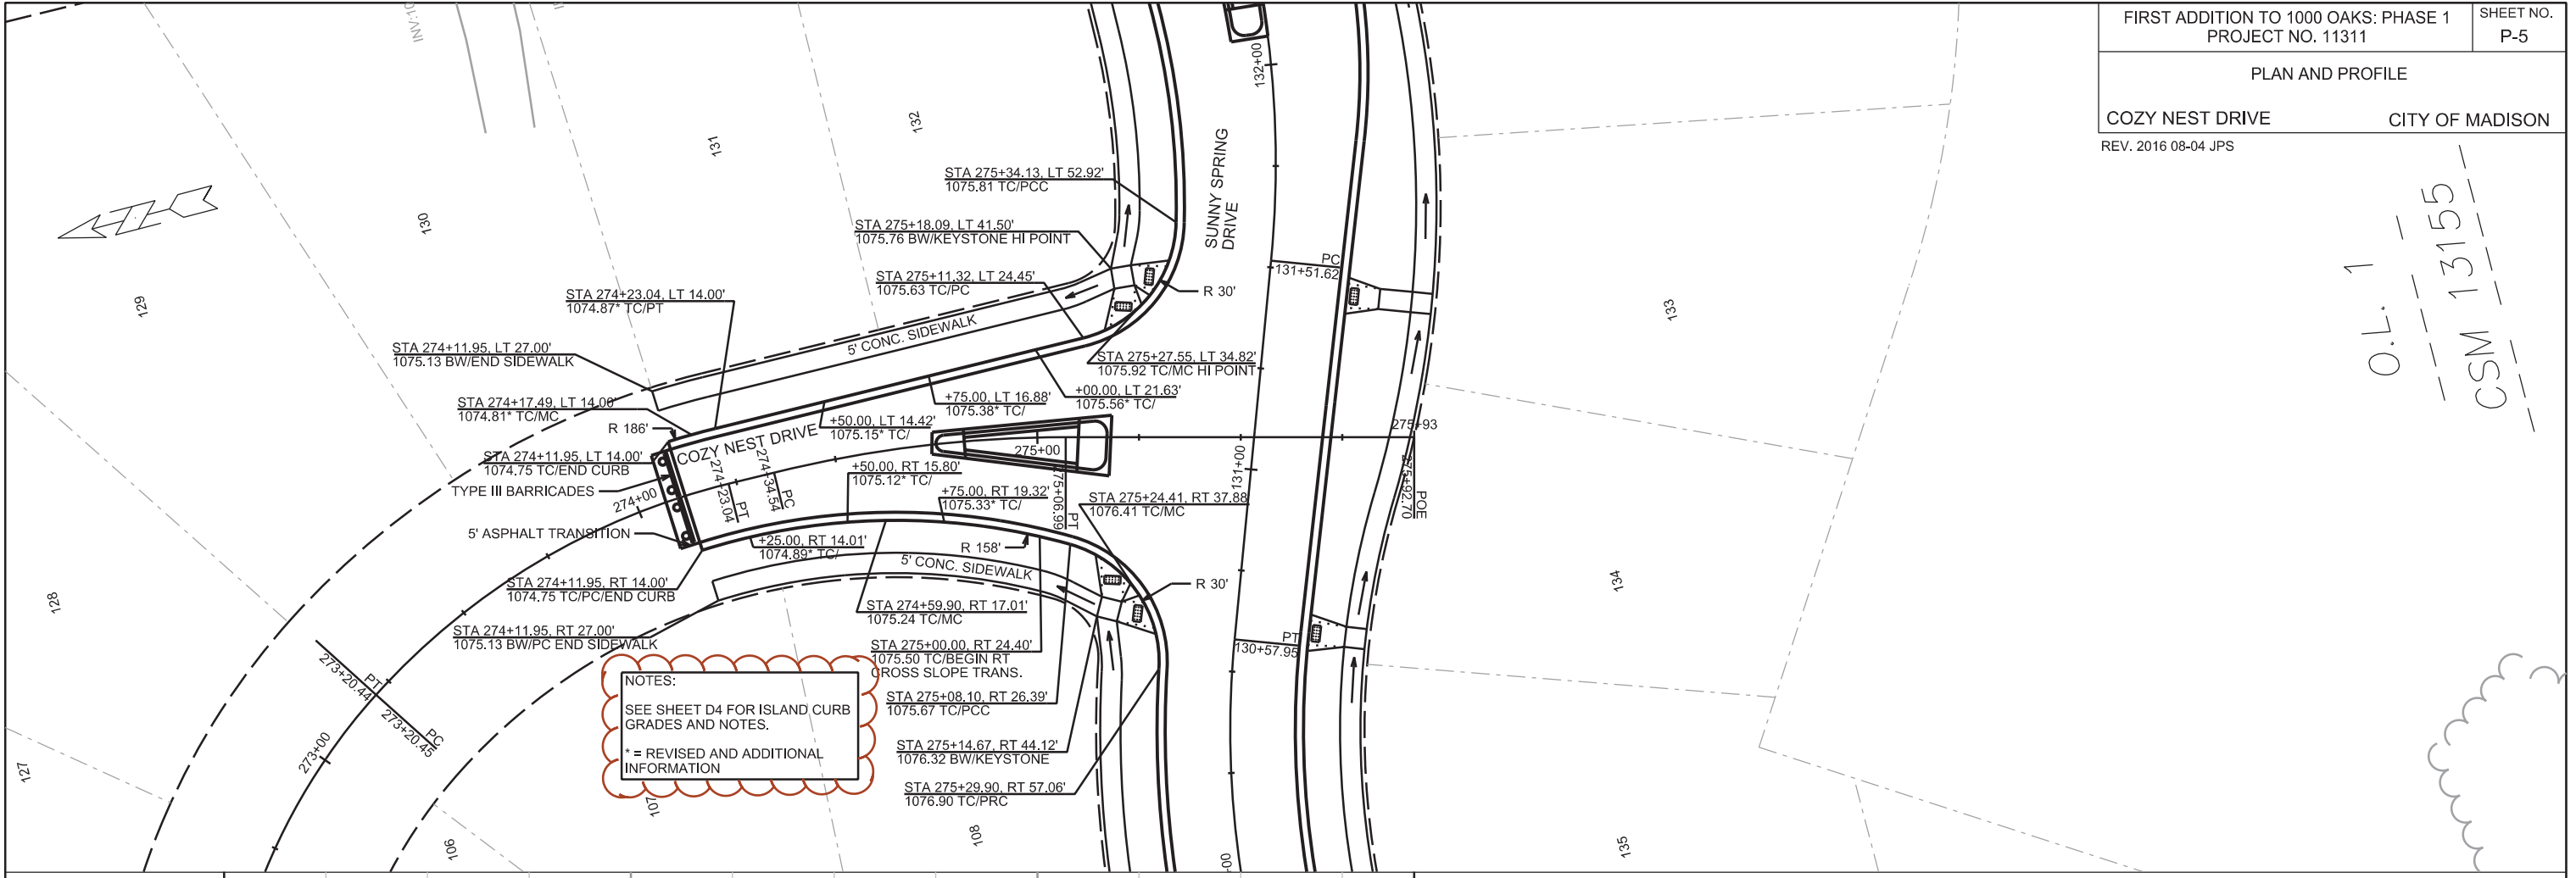 FIRST ADDITION TO 1000 OAKS: PHASE 1
PROJECT NO. 11311
SHEET NO.
P-5
PLAN AND PROFILE
COZY NEST DRIVE
CITY OF MADISON
REV. 2016 08-04 JPS
132+00
SUNNY SPRING
DRIVE
132
131
130
129
128
127
STA 275+34.13, LT 52.92'
1075.81 TC/PCC
STA 275+18.09, LT 41.50'
1075.76 BW/KEYSTONE HI POINT
STA 275+11.32, LT 24.45'
1075.63 TC/PC
STA 274+23.04, LT 14.00'
1074.87* TC/PT
R 30'
5' CONC. SIDEWALK
STA 274+11.95, LT 27.00'
1075.13 BW/END SIDEWALK
STA 275+27.55, LT 34.82'
1075.92 TC/MC HI POINT
+00.00, LT 21.63'
1075.56* TC/
+75.00, LT 16.88'
1075.38* TC/
+50.00, LT 14.42'
1075.15* TC/
STA 274+17.49, LT 14.00'
1074.81* TC/MC
R 186'
COZY NEST DRIVE
STA 274+11.95, LT 14.00'
1074.75 TC/END CURB
TYPE III BARRICADES
274+00
274+23.04
PT
274+34.54
PC
5' ASPHALT TRANSITION
+50.00, RT 15.80'
1075.12* TC/
+75.00, RT 19.32'
1075.33* TC/
275+00
275+06.99
PT
STA 275+24.41, RT 37.88
1076.41 TC/MC
PC
131+51.62
131+00
275+93
275+92.70
POE
+25.00, RT 14.01'
1074.89* TC/
R 158'
5' CONC. SIDEWALK
R 30'
STA 274+11.95, RT 14.00'
1074.75 TC/PC/END CURB
STA 274+59.90, RT 17.01'
1075.24 TC/MC
STA 274+11.95, RT 27.00'
1075.13 BW/PC END SIDEWALK
STA 275+00.00, RT 24.40'
1075.50 TC/BEGIN RT
CROSS SLOPE TRANS.
STA 275+08.10, RT 26.39'
1075.67 TC/PCC
STA 275+14.67, RT 44.12'
1076.32 BW/KEYSTONE
STA 275+29.90, RT 57.06'
1076.90 TC/PRC
PT
130+57.95
273+20.44
PT
273+20.45
PC
273+00
NOTES:
SEE SHEET D4 FOR ISLAND CURB
GRADES AND NOTES.
* = REVISED AND ADDITIONAL
INFORMATION
106
107
108
133
134
135
O.L. 1
CSM 13155